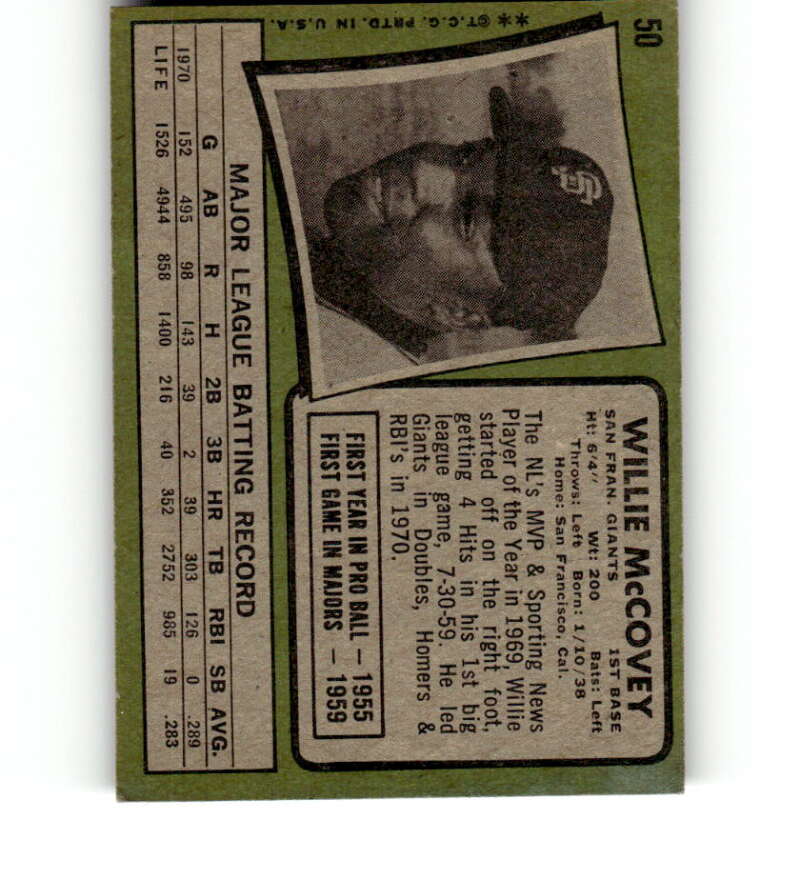 50
**©T.C.G. PRTD. IN U.S.A.
SF
WILLIE McCOVEY
SAN FRAN. GIANTS 1ST BASE
Ht: 6'4" Wt: 200 Bats: Left
Throws: Left Born: 1/10/38
Home: San Francisco, Cal.
The NL's MVP & Sporting News
Player of the Year in 1969, Willie
started off on the right foot,
getting 4 Hits in his 1st big
league game, 7-30-59. He led
Giants in Doubles, Homers &
RBI's in 1970.
FIRST YEAR IN PRO BALL — 1955
FIRST GAME IN MAJORS — 1959
MAJOR LEAGUE BATTING RECORD
G AB R H 2B 3B HR TB RBI SB AVG.
1970 152 495 98 143 39 2 39 303 126 0 .289
LIFE 1526 4944 858 1400 216 40 352 2752 985 19 .283